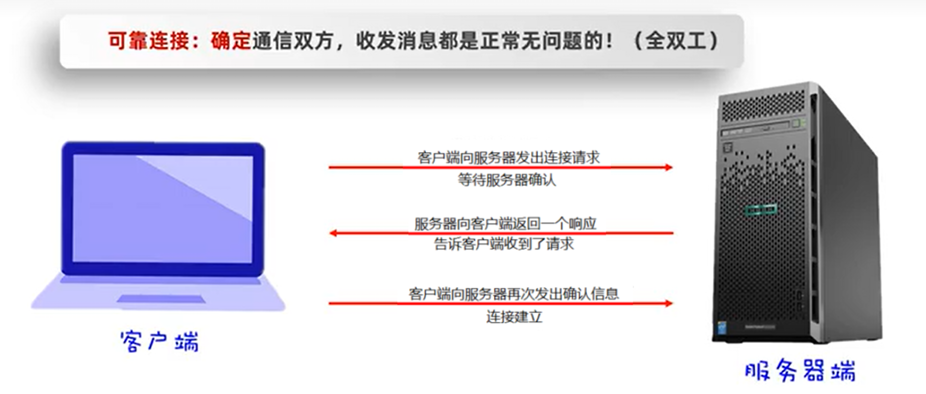 可靠连接：确定通信双方，收发消息都是正常无问题的！（全双工）
客户端向服务器发出连接请求
等待服务器确认
服务器向客户端返回一个响应
告诉客户端收到了请求
客户端向服务器再次发出确认信息
连接建立
客户端
服务器端